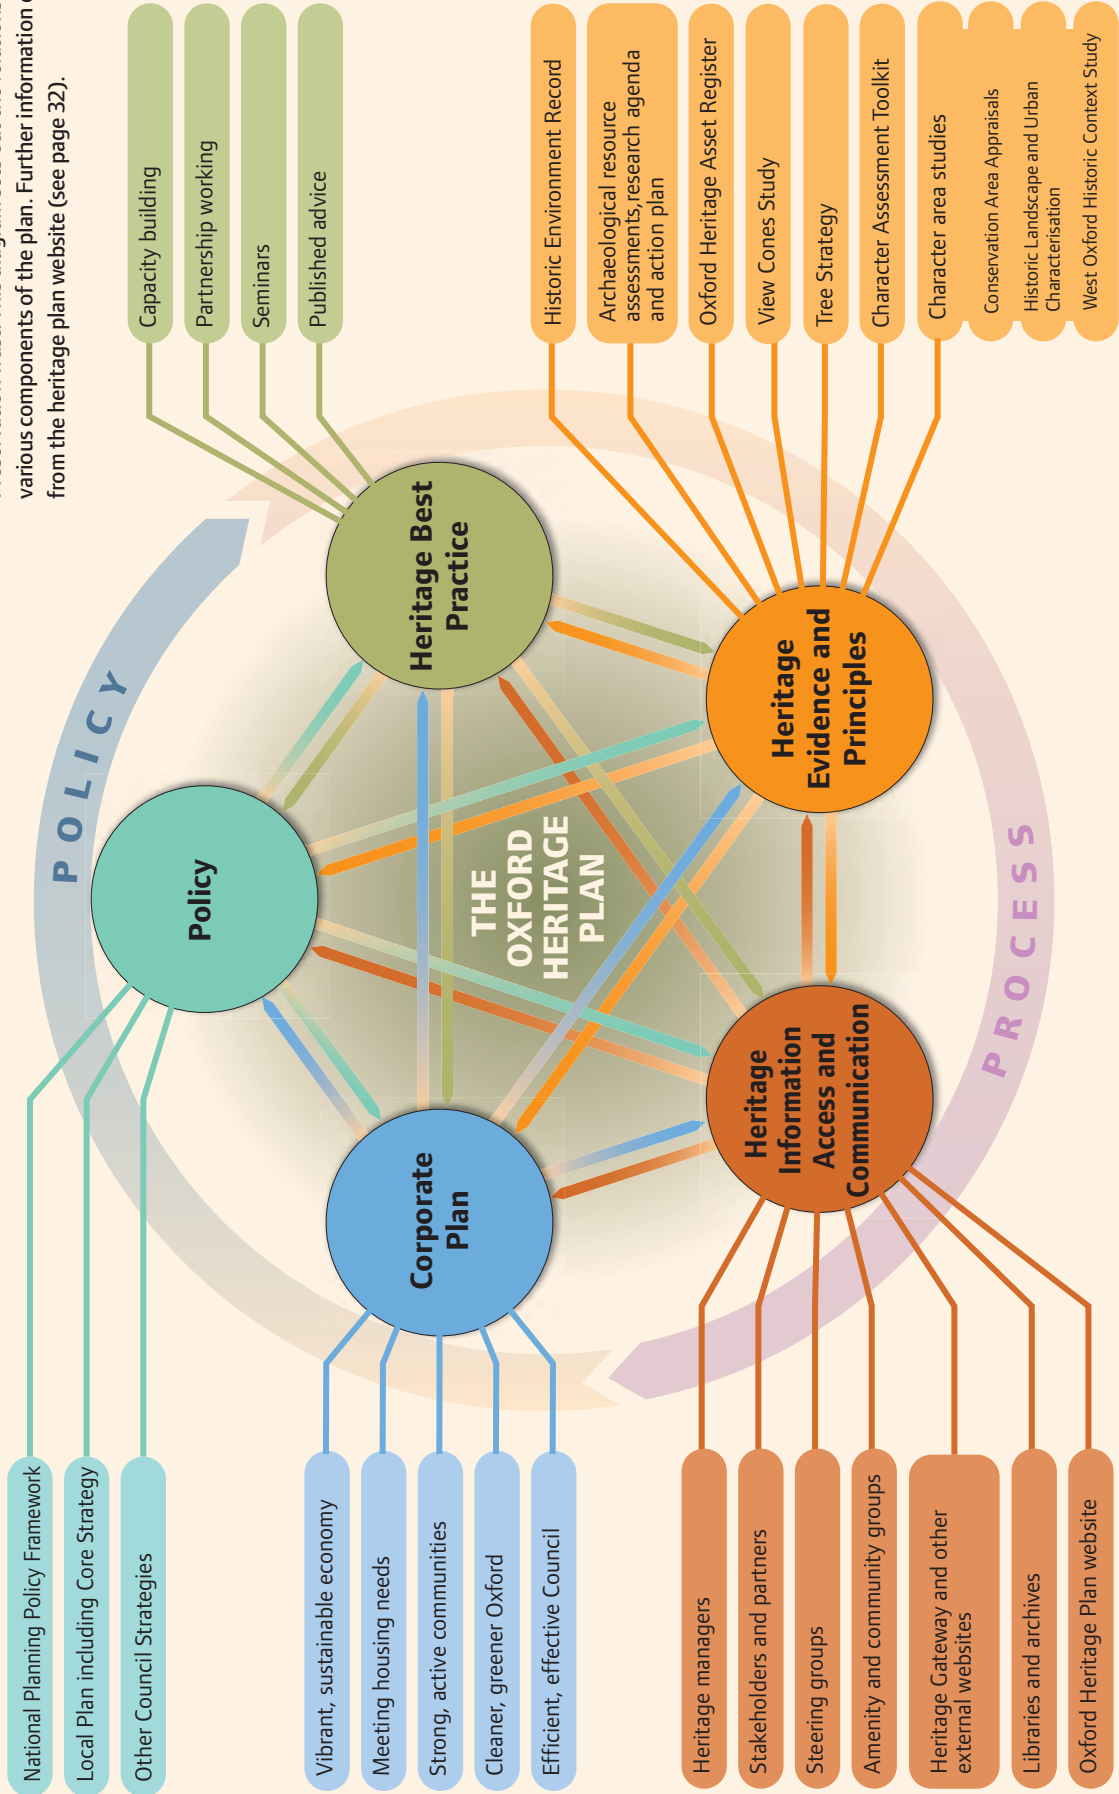 various components of the plan. Further information
from the heritage plan website (see page 32).
POLICY
PROCESS
THE
OXFORD
HERITAGE
PLAN
Policy
National Planning Policy Framework
Local Plan including Core Strategy
Other Council Strategies
Heritage Best
Practice
Capacity building
Partnership working
Seminars
Published advice
Corporate
Plan
Vibrant, sustainable economy
Meeting housing needs
Strong, active communities
Cleaner, greener Oxford
Efficient, effective Council
Heritage
Evidence and
Principles
Historic Environment Record
Archaeological resource
assessments,research agenda
and action plan
Oxford Heritage Asset Register
View Cones Study
Tree Strategy
Character Assessment Toolkit
Character area studies
Conservation Area Appraisals
Historic Landscape and Urban
Characterisation
West Oxford Historic Context Study
Heritage
Information
Access and
Communication
Heritage managers
Stakeholders and partners
Steering groups
Amenity and community groups
Heritage Gateway and other
external websites
Libraries and archives
Oxford Heritage Plan website